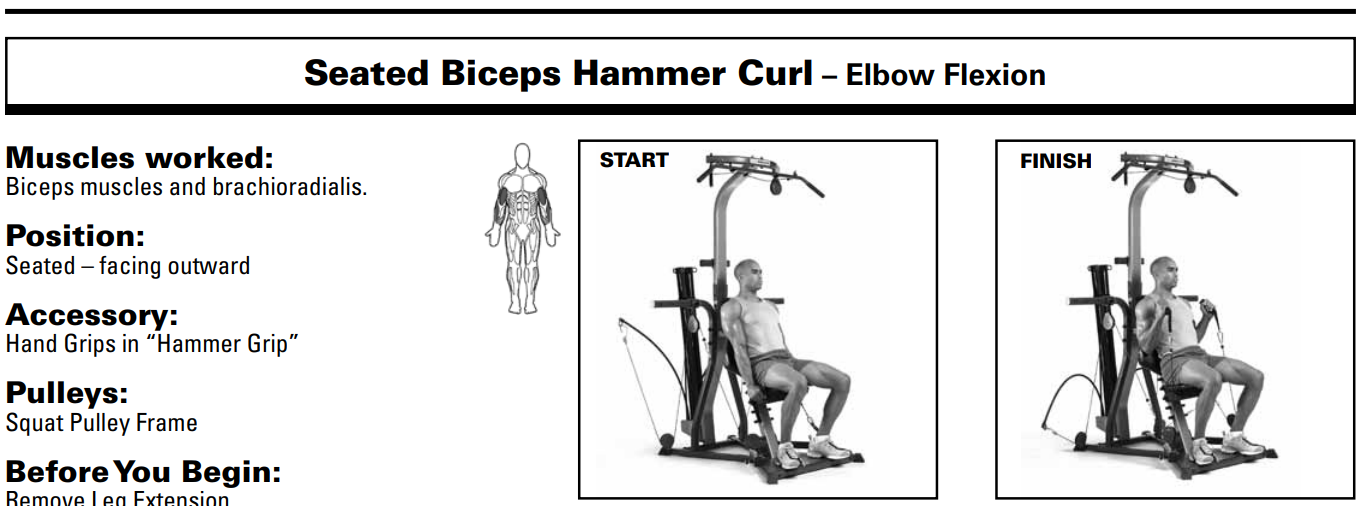 Seated Biceps Hammer Curl – Elbow Flexion
Muscles worked:
Biceps muscles and brachioradialis.
Position:
Seated – facing outward
Accessory:
Hand Grips in “Hammer Grip”
Pulleys:
Squat Pulley Frame
Before You Begin:
Remove Leg Extension
START
FINISH